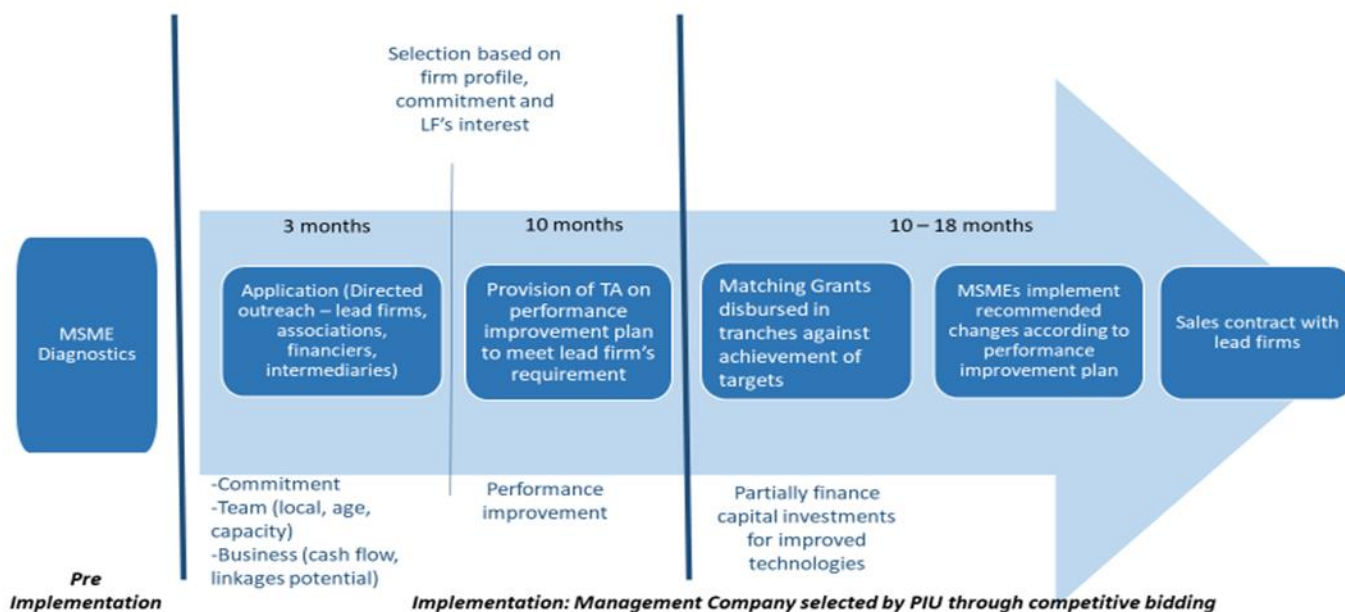 Selection based on
firm profile,
commitment and
LF's interest
3 months
10 months
10 – 18 months
MSME
Diagnostics
Application (Directed
outreach – lead firms,
associations,
financiers,
intermediaries)
Provision of TA on
performance
improvement plan
to meet lead firm's
requirement
Matching Grants
disbursed in
tranches against
achievement of
targets
MSMEs implement
recommended
changes according to
performance
improvement plan
Sales contract with
lead firms
-Commitment
-Team (local, age,
capacity)
-Business (cash flow,
linkages potential)
Performance
improvement
Partially finance
capital investments
for improved
technologies
Pre
Implementation
Implementation: Management Company selected by PIU through competitive bidding